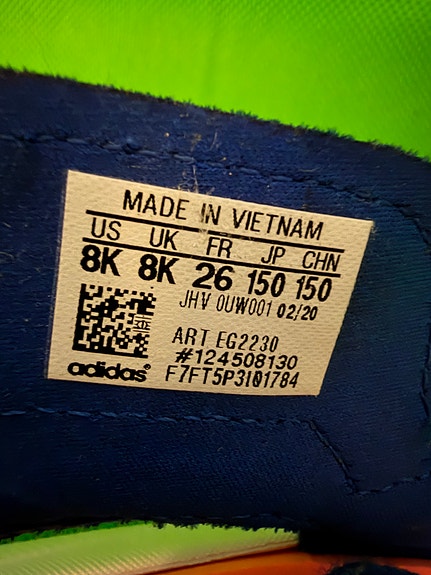 MADE IN VIETNAM
US UK FR JP CHN
8K 8K 26 150 150
JHV 0UW001 02/20
ART EG2230
#124508130
adidas® F7FT5P3I01784